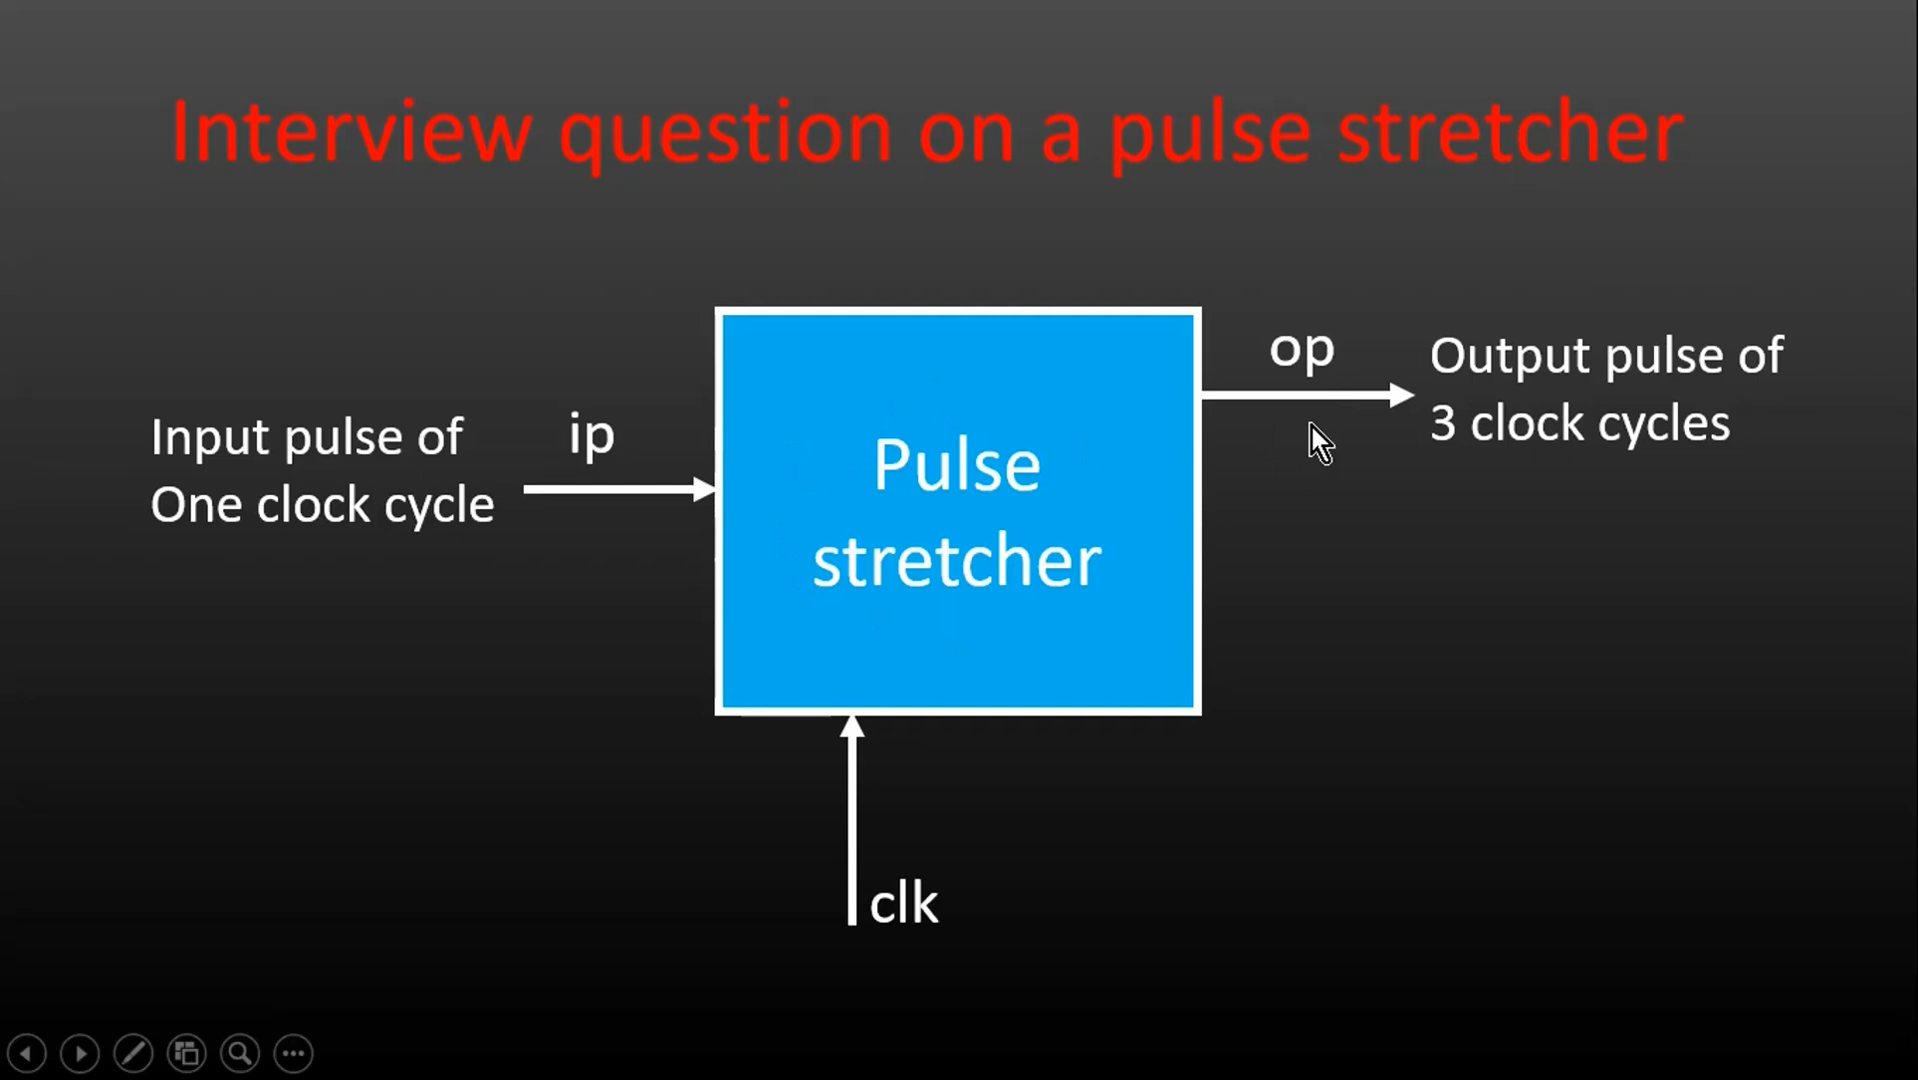 Interview question on a pulse stretcher
Input pulse of
One clock cycle
ip
Pulse
stretcher
op
Output pulse of
3 clock cycles
clk